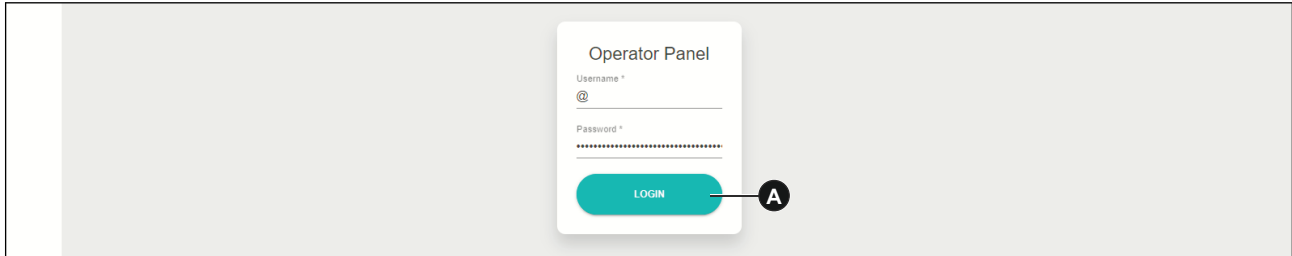 Operator Panel
Username *
@
Password *
••••••••••••••••••••••••••••••••••
LOGIN
A